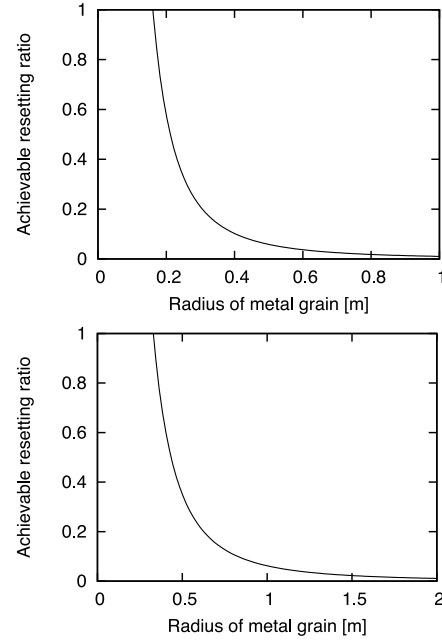 Achievable resetting ratio
1
0.8
0.6
0.4
0.2
0
0 0.2 0.4 0.6 0.8 1
Radius of metal grain [m]
Achievable resetting ratio
1
0.8
0.6
0.4
0.2
0
0 0.5 1 1.5 2
Radius of metal grain [m]